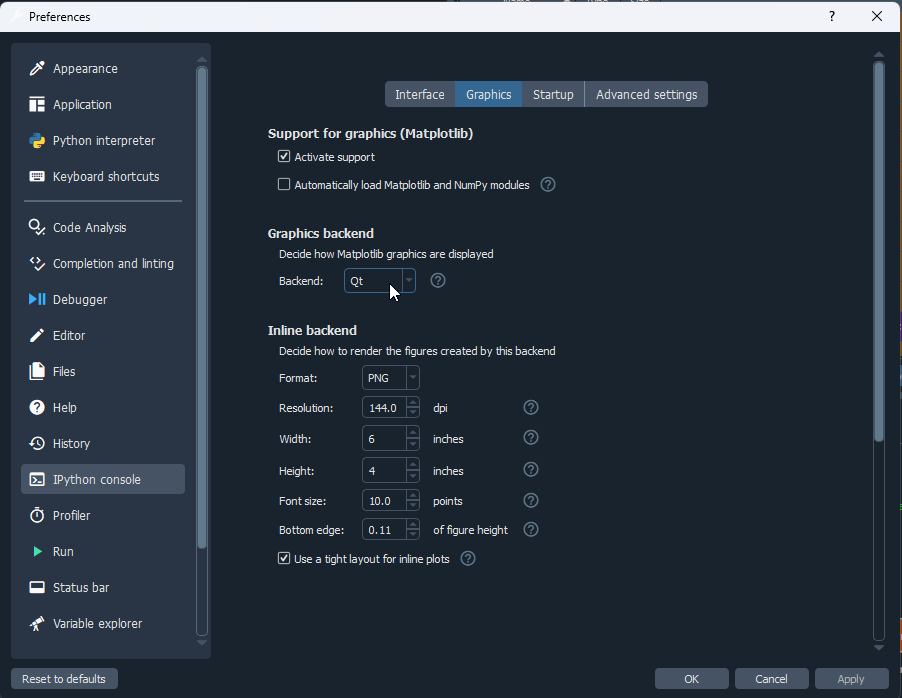 Preferences
?
Appearance
Application
Python interpreter
Keyboard shortcuts
Code Analysis
Completion and linting
Debugger
Editor
Files
Help
History
IPython console
Profiler
Run
Status bar
Variable explorer
Interface Graphics Startup Advanced settings
Support for graphics (Matplotlib)
Activate support
Automatically load Matplotlib and NumPy modules ?
Graphics backend
Decide how Matplotlib graphics are displayed
Backend: Qt ?
Inline backend
Decide how to render the figures created by this backend
Format: PNG
Resolution: 144.0 dpi ?
Width: 6 inches ?
Height: 4 inches ?
Font size: 10.0 points ?
Bottom edge: 0.11 of figure height ?
Use a tight layout for inline plots ?
Reset to defaults OK Cancel Apply